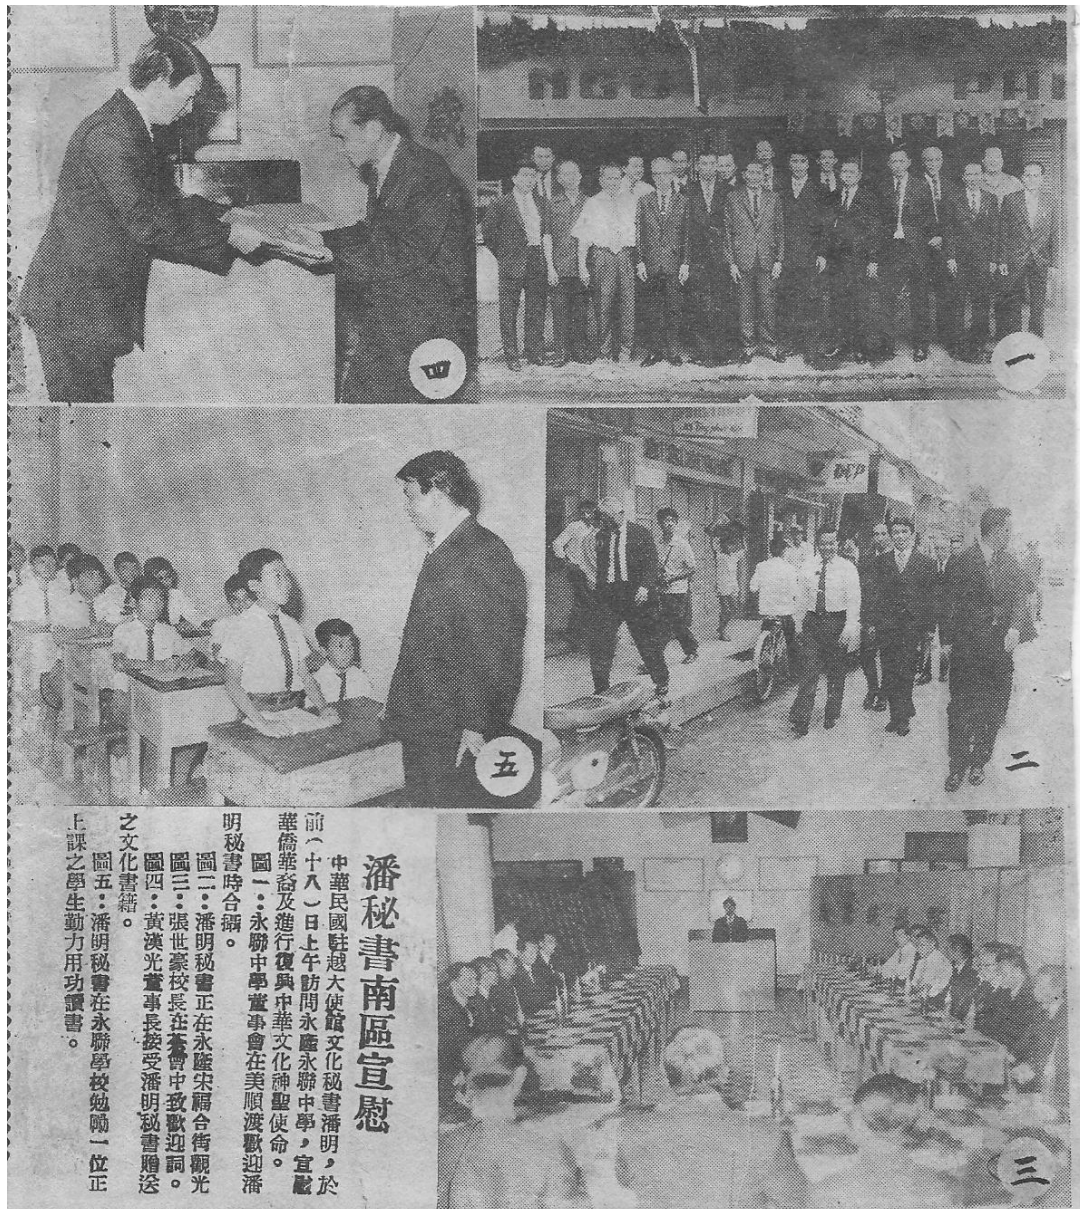 潘秘書南區宣慰
中華民國駐越大使館文化秘書潘明,於
前(十八)日上午訪問永隆永聯中學,宣慰
華僑華裔及進行復興中華文化神聖使命。
圖一:永聯中學董事會在美順渡歡迎潘
明秘書時合攝。
圖二:潘明秘書正在永隆宋福合街觀光
圖三:張世豪校長在茶會中致歡迎詞。
圖四:黃漢光董事長接受潘明秘書贈送
之文化書籍。
圖五:潘明秘書在永聯學校勉勵一位正
上課之學生勤力用功讀書。
一
二
三
四
五
歲